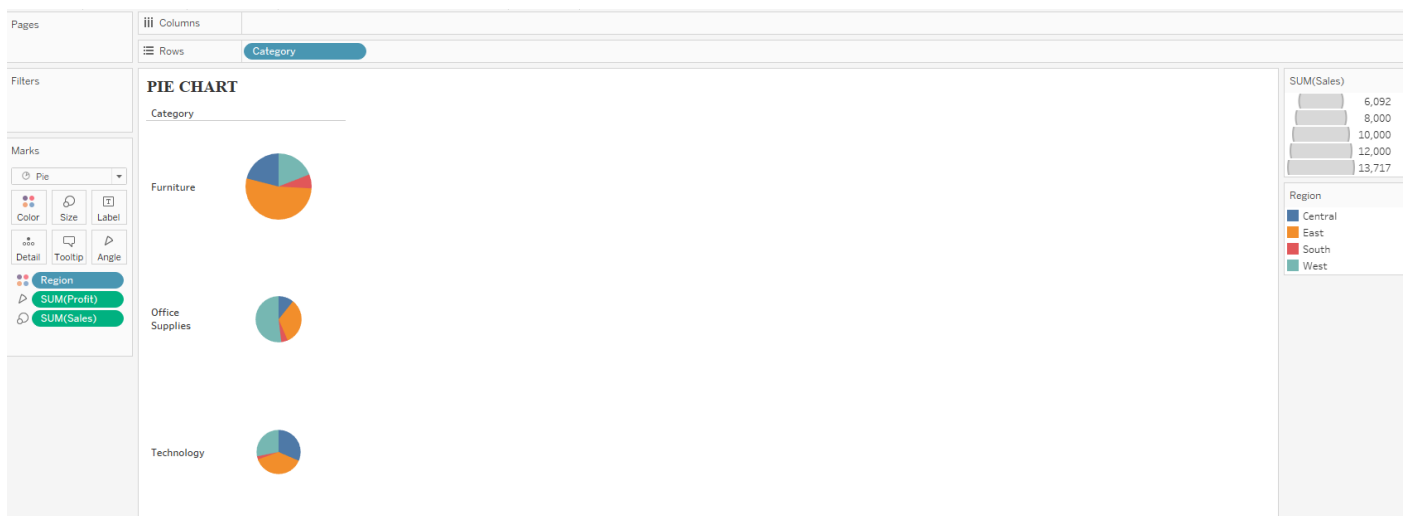 Pages
Columns
Rows
Category
Filters
Marks
Pie
Color
Size
Label
Detail
Tooltip
Angle
Region
SUM(Profit)
SUM(Sales)
PIE CHART
Category
Furniture
Office
Supplies
Technology
SUM(Sales)
6,092
8,000
10,000
12,000
13,717
Region
Central
East
South
West